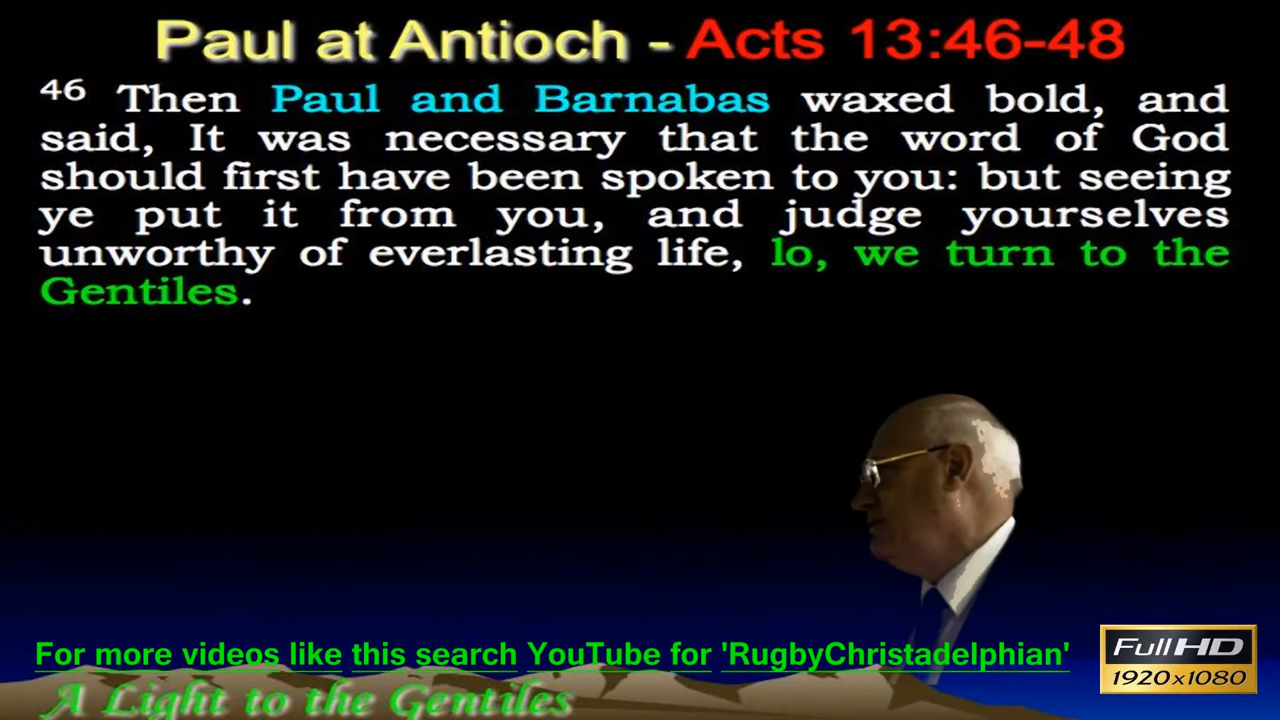 Paul at Antioch - Acts 13:46-48
46 Then Paul and Barnabas waxed bold, and
said, It was necessary that the word of God
should first have been spoken to you: but seeing
ye put it from you, and judge yourselves
unworthy of everlasting life, lo, we turn to the
Gentiles.
For more videos like this search YouTube for 'RugbyChristadelphian'
Full HD
1920x1080
A Light to the Gentiles